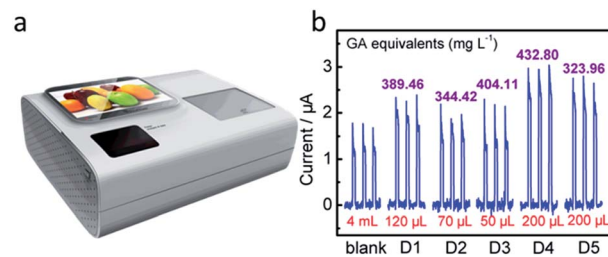 a
b
GA equivalents (mg L⁻¹)
432.80
389.46
404.11
344.42
323.96
3
2
1
0
Current / µA
4 mL 120 µL 70 µL 50 µL 200 µL 200 µL
blank D1 D2 D3 D4 D5